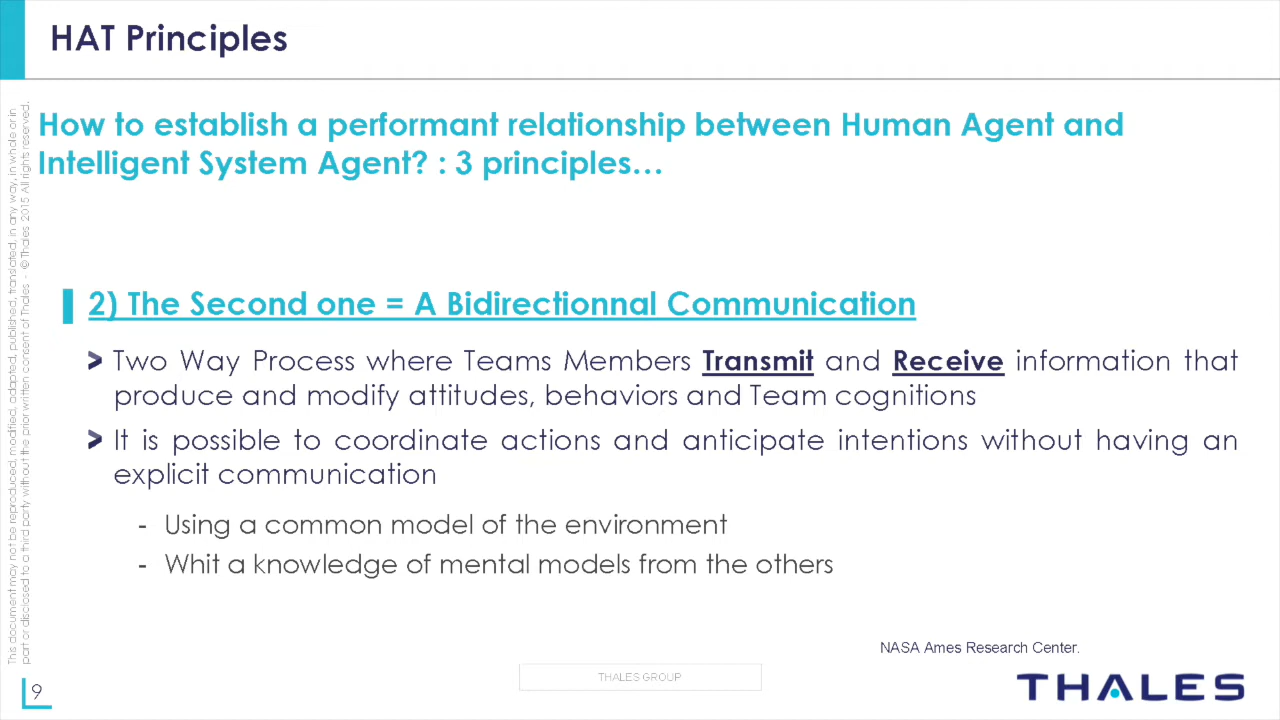 HAT Principles
How to establish a performant relationship between Human Agent and
Intelligent System Agent? : 3 principles…
2) The Second one = A Bidirectionnal Communication
Two Way Process where Teams Members Transmit and Receive information that
produce and modify attitudes, behaviors and Team cognitions
It is possible to coordinate actions and anticipate intentions without having an
explicit communication
- Using a common model of the environment
- Whit a knowledge of mental models from the others
NASA Ames Research Center.
THALES GROUP
THALES
9
This document may not be reproduced, modified, adapted, published, translated, in any way, in whole or in
part or disclosed to a third party without the prior written consent of Thales - © Thales 2015 All rights reserved.